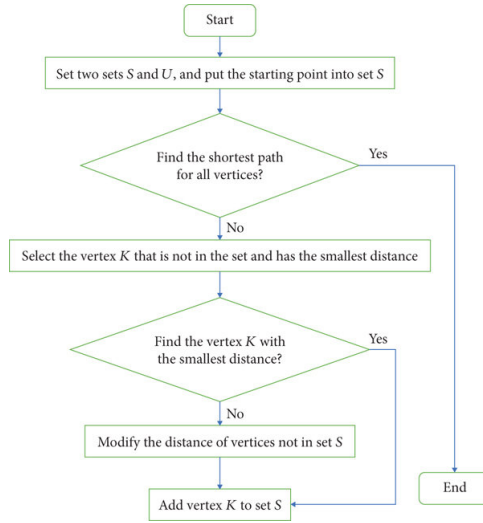 Start
Set two sets S and U, and put the starting point into set S
Find the shortest path
for all vertices?
Yes
No
Select the vertex K that is not in the set and has the smallest distance
Find the vertex K with
the smallest distance?
Yes
No
Modify the distance of vertices not in set S
Add vertex K to set S
End